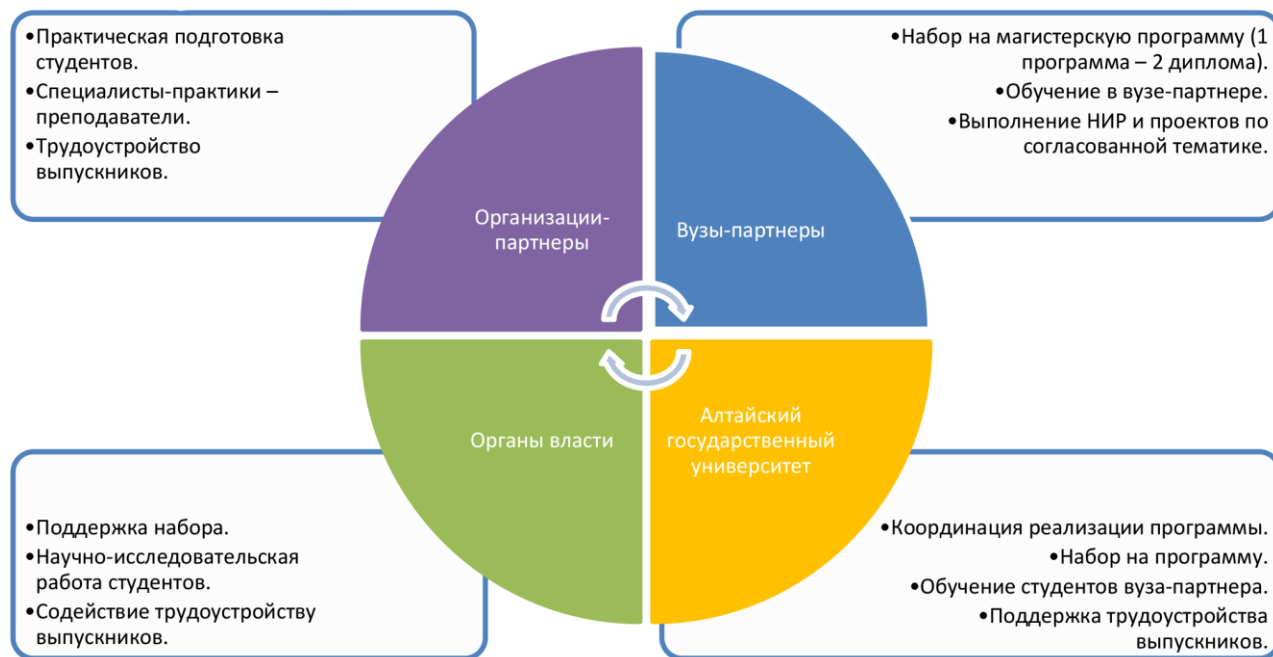 •Практическая подготовка
студентов.
•Специалисты-практики –
преподаватели.
•Трудоустройство
выпускников.
•Набор на магистерскую программу (1
программа – 2 диплома).
•Обучение в вузе-партнере.
•Выполнение НИР и проектов по
согласованной тематике.
Организации-
партнеры
Вузы-партнеры
Органы власти
Алтайский
государственный
университет
•Поддержка набора.
•Научно-исследовательская
работа студентов.
•Содействие трудоустройству
выпускников.
•Координация реализации программы.
•Набор на программу.
•Обучение студентов вуза-партнера.
•Поддержка трудоустройства
выпускников.